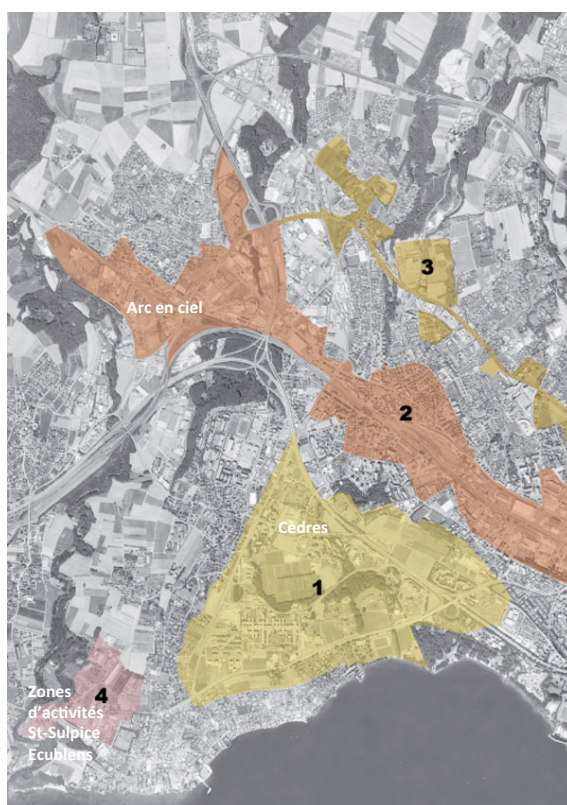 3
Arc en ciel
2
Cèdres
1
4
Zones
d'activités
St-Sulpice
Ecublens